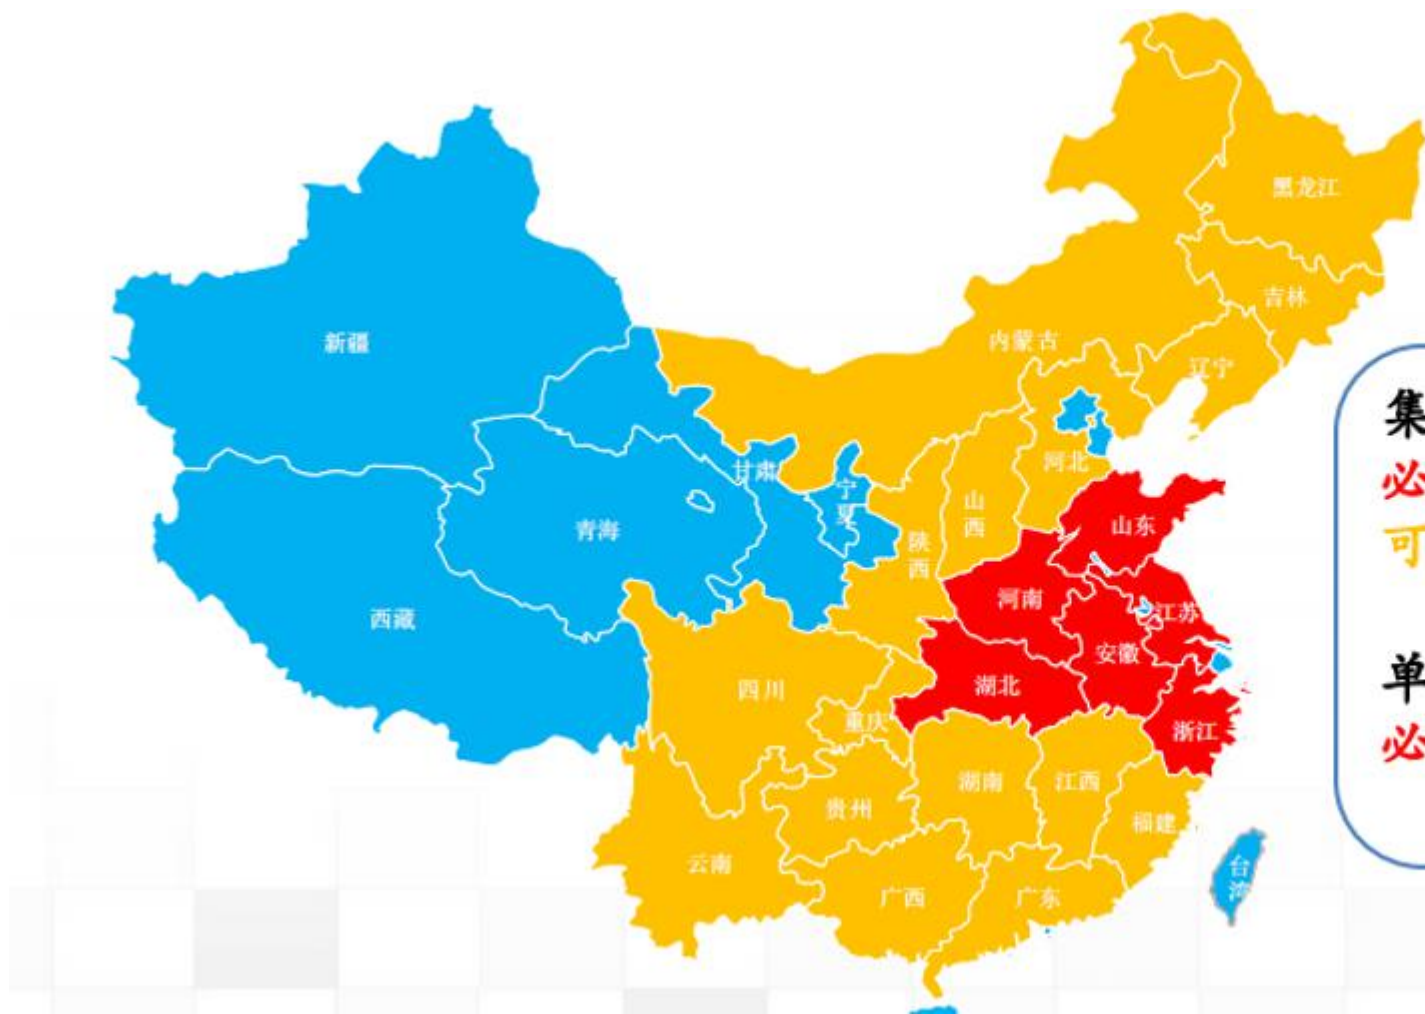 黑龙江
吉林
辽宁
内蒙古
新疆
甘肃
宁夏
河北
山西
山东
青海
陕西
河南
江苏
西藏
安徽
湖北
四川
重庆
浙江
湖南
江西
贵州
福建
云南
广西
广东
台湾
集
必
可
单
必